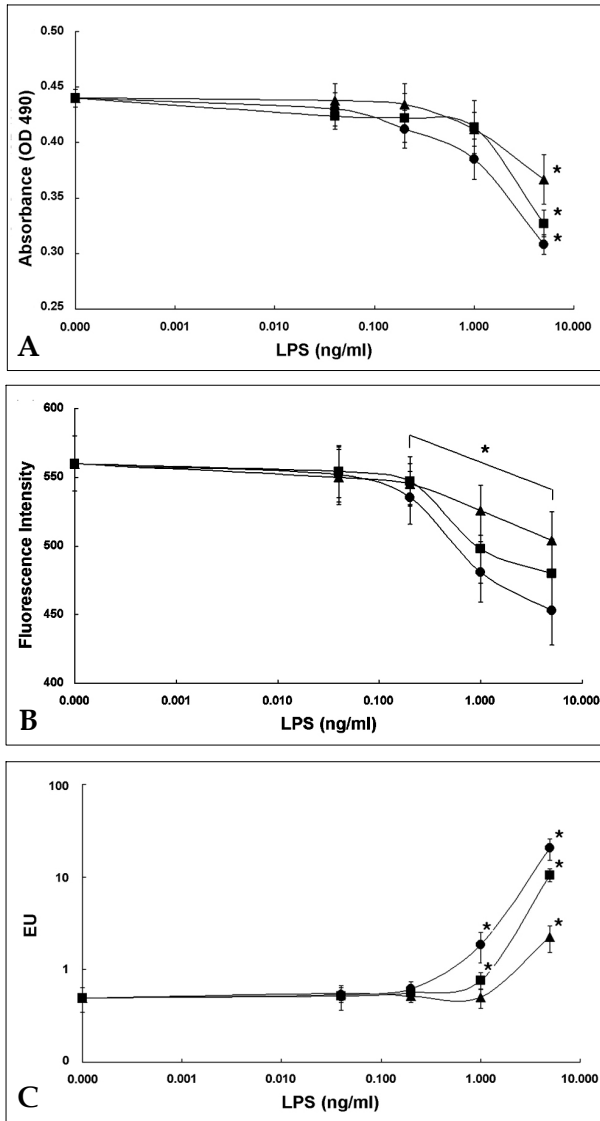 0.50
0.45
0.40
0.35
0.30
0.25
Absorbance (OD 490)
*
*
*
0.000 0.001 0.010 0.100 1.000 10.000
LPS (ng/ml)
A
600
550
500
450
400
Fluorescence Intensity
*
0.000 0.001 0.010 0.100 1.000 10.000
LPS (ng/ml)
B
100
10
1
0
EU
*
*
*
*
*
0.000 0.001 0.010 0.100 1.000 10.000
LPS (ng/ml)
C